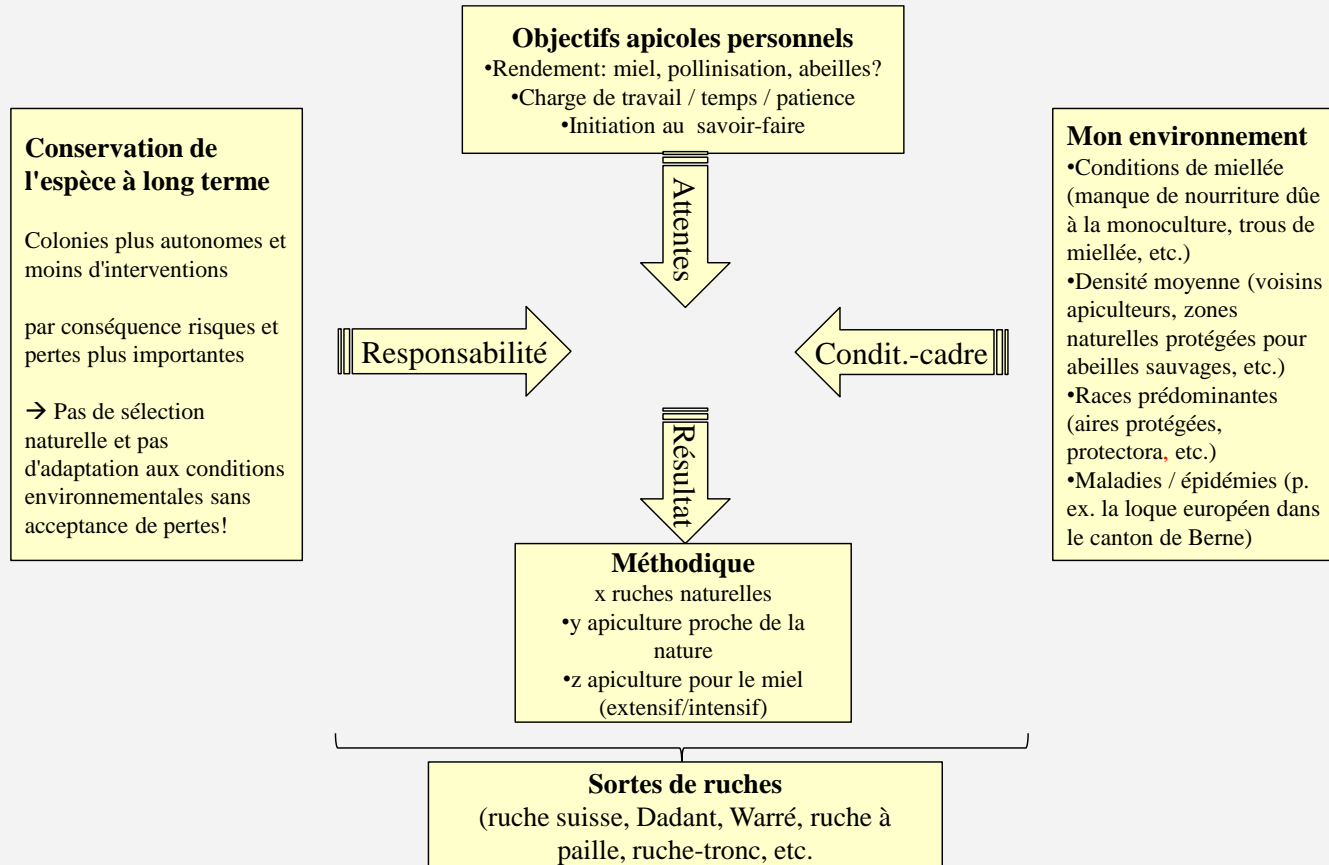 Objectifs apicoles personnels
•Rendement: miel, pollinisation, abeilles?
•Charge de travail / temps / patience
•Initiation au savoir-faire
Conservation de
l'espèce à long terme
Colonies plus autonomes et
moins d'interventions
par conséquence risques et
pertes plus importantes
→ Pas de sélection
naturelle et pas
d'adaptation aux conditions
environnementales sans
acceptance de pertes!
Attentes
Responsabilité
Condit.-cadre
Mon environnement
•Conditions de miellée
(manque de nourriture dûe
à la monoculture, trous de
miellée, etc.)
•Densité moyenne (voisins
apiculteurs, zones
naturelles protégées pour
abeilles sauvages, etc.)
•Races prédominantes
(aires protégées,
protectora, etc.)
•Maladies / épidémies (p.
ex. la loque européen dans
le canton de Berne)
Résultat
Méthodique
x ruches naturelles
•y apiculture proche de la
nature
•z apiculture pour le miel
(extensif/intensif)
Sortes de ruches
(ruche suisse, Dadant, Warré, ruche à
paille, ruche-tronc, etc.